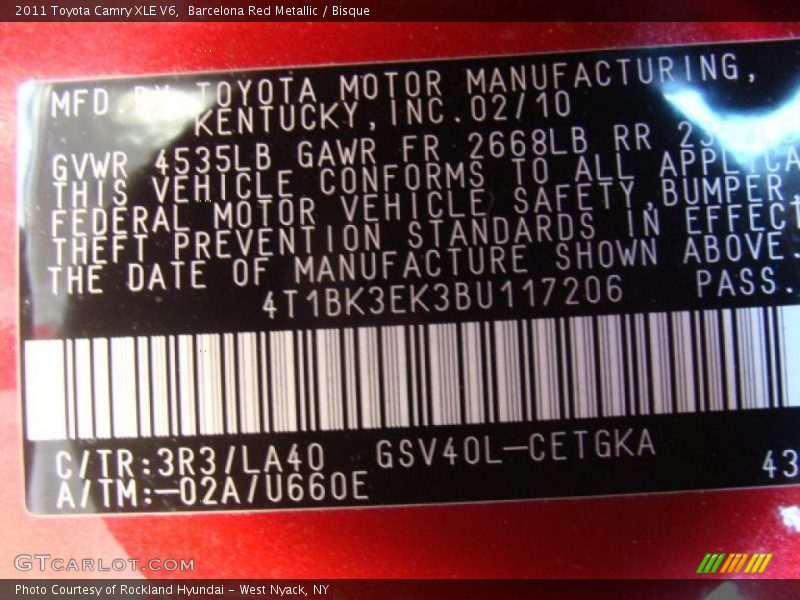 2011 Toyota Camry XLE V6, Barcelona Red Metallic / Bisque
MFD. BY TOYOTA MOTOR MANUFACTURING,
KENTUCKY, INC. 02/10
GVWR 4535LB GAWR FR 2668LB RR
THIS VEHICLE CONFORMS TO ALL APPLICA
FEDERAL MOTOR VEHICLE SAFETY, BUMPER,
THEFT PREVENTION STANDARDS IN EFFECT
THE DATE OF MANUFACTURE SHOWN ABOVE.
4T1BK3EK3BU117206 PASS.
C/TR:3R3/LA40 GSV40L-CETGKA
A/TM:-02A/U660E 43
GTCARLOT.COM
Photo Courtesy of Rockland Hyundai - West Nyack, NY